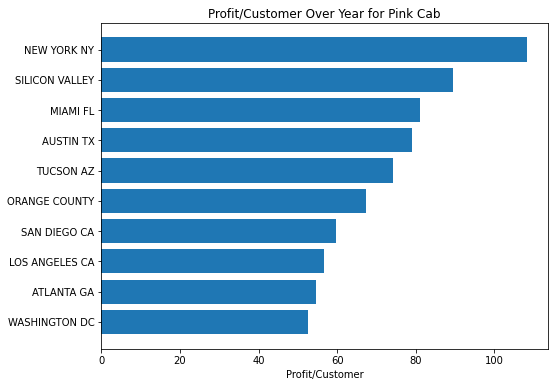 Profit/Customer Over Year for Pink Cab
NEW YORK NY
SILICON VALLEY
MIAMI FL
AUSTIN TX
TUCSON AZ
ORANGE COUNTY
SAN DIEGO CA
LOS ANGELES CA
ATLANTA GA
WASHINGTON DC
0 20 40 60 80 100
Profit/Customer